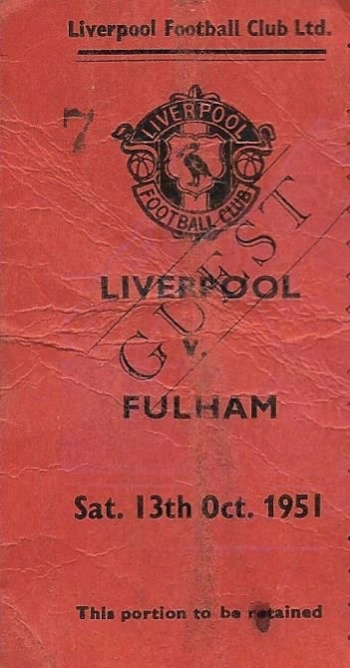 Liverpool Football Club Ltd.
7
LIVERPOOL
FOOTBALL CLUB
GUEST
LIVERPOOL
v.
FULHAM
Sat. 13th Oct. 1951
This portion to be retained